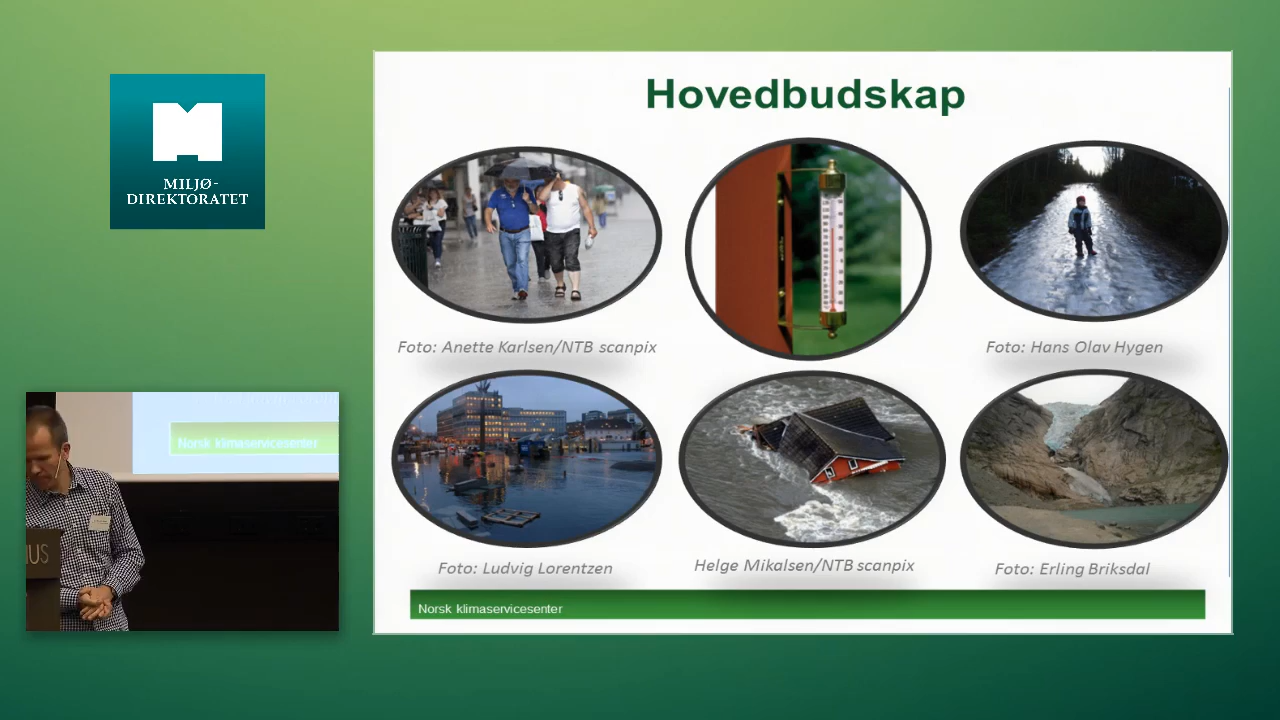 MILJØ-
DIREKTORATET
Hovedbudskap
Foto: Anette Karlsen/NTB scanpix
Foto: Hans Olav Hygen
Foto: Ludvig Lorentzen
Helge Mikalsen/NTB scanpix
Foto: Erling Briksdal
Norsk klimaservicesenter
Norsk klimaservicesenter